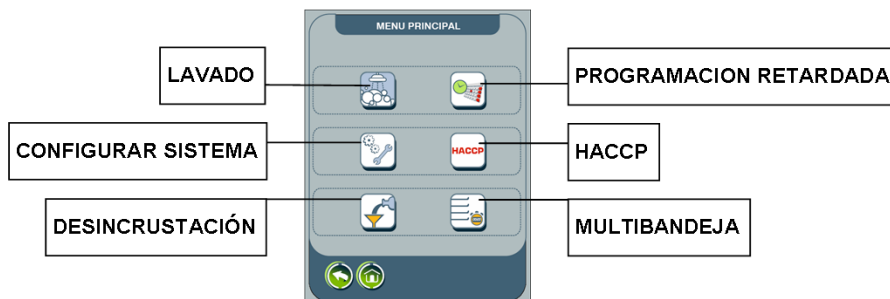 MENU PRINCIPAL
LAVADO
PROGRAMACION RETARDADA
CONFIGURAR SISTEMA
HACCP
HACCP
DESINCRUSTACIÓN
MULTIBANDEJA